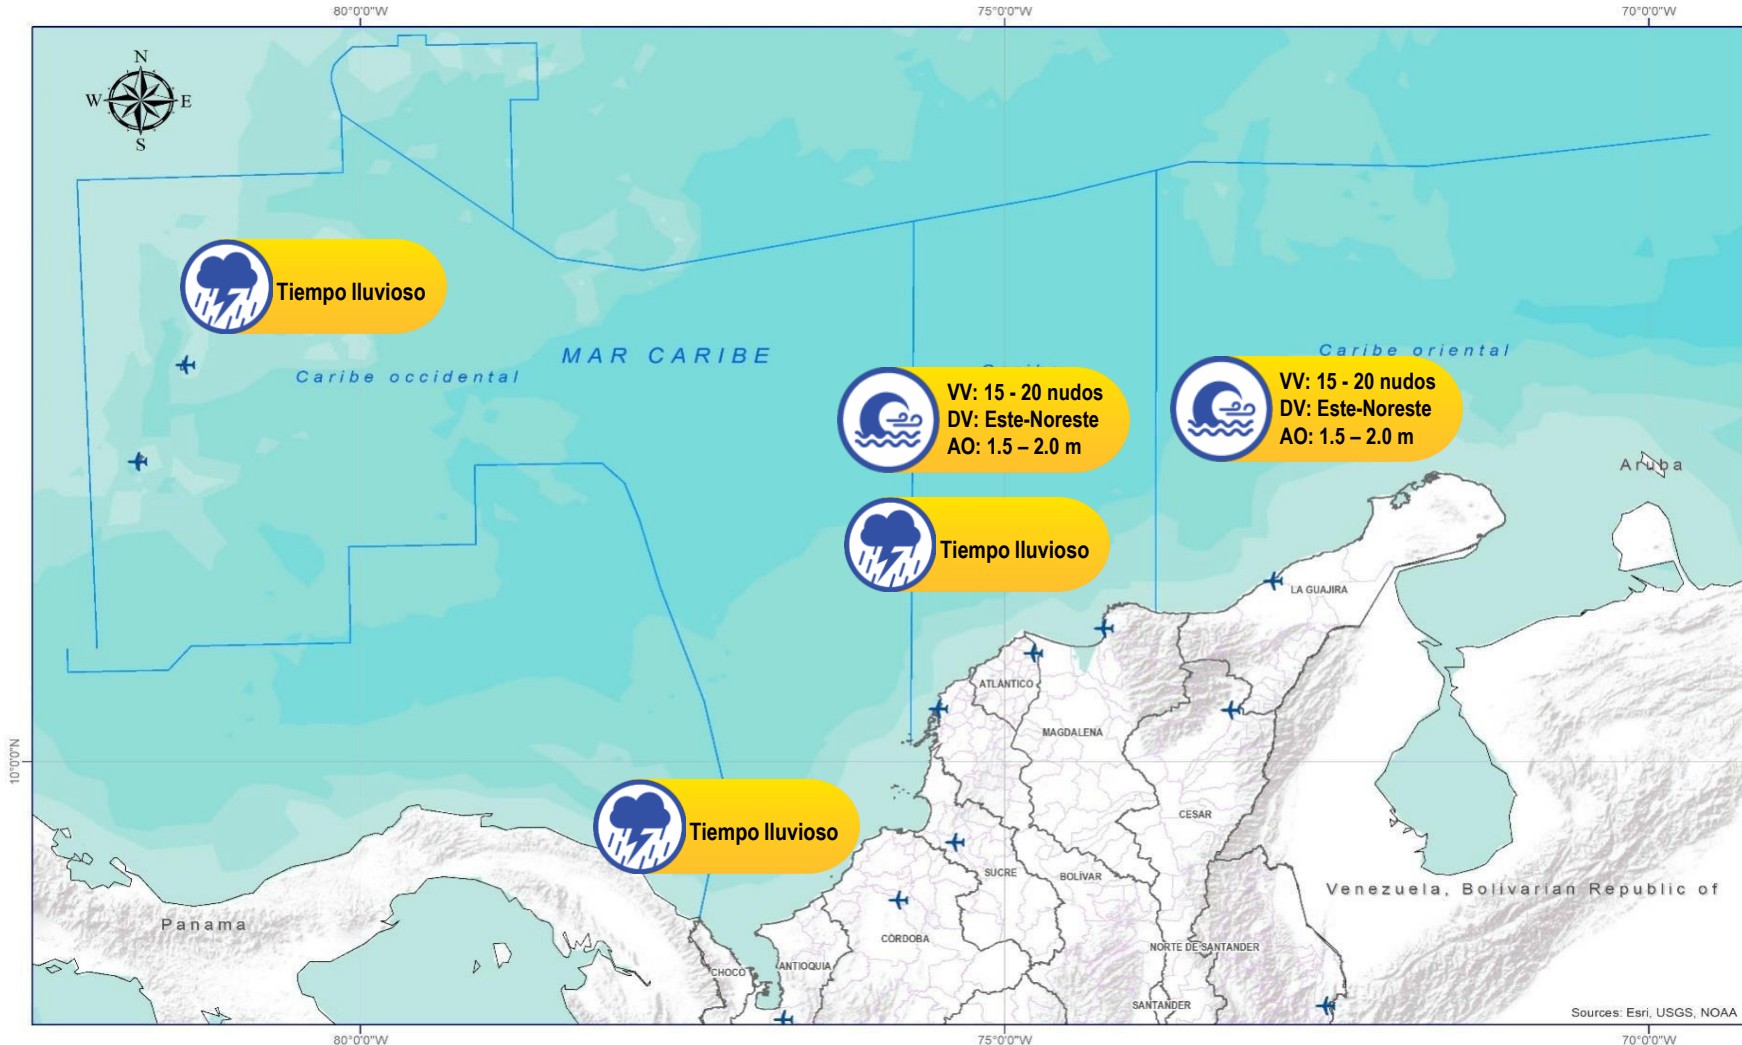 80°0'0"W
75°0'0"W
70°0'0"W
N
W
E
S
Tiempo lluvioso
MAR CARIBE
Caribe occidental
Caribe oriental
VV: 15 - 20 nudos
DV: Este-Noreste
AO: 1.5 – 2.0 m
VV: 15 - 20 nudos
DV: Este-Noreste
AO: 1.5 – 2.0 m
Aruba
Tiempo lluvioso
LA GUAJIRA
ATLÁNTICO
MAGDALENA
10°0'0"N
CESAR
Tiempo lluvioso
SUCRE
BOLÍVAR
Venezuela, Bolivarian Republic of
Panama
CÓRDOBA
NORTE DE SANTANDER
CHOCÓ
ANTIOQUIA
SANTANDER
Sources: Esri, USGS, NOAA
80°0'0"W
75°0'0"W
70°0'0"W